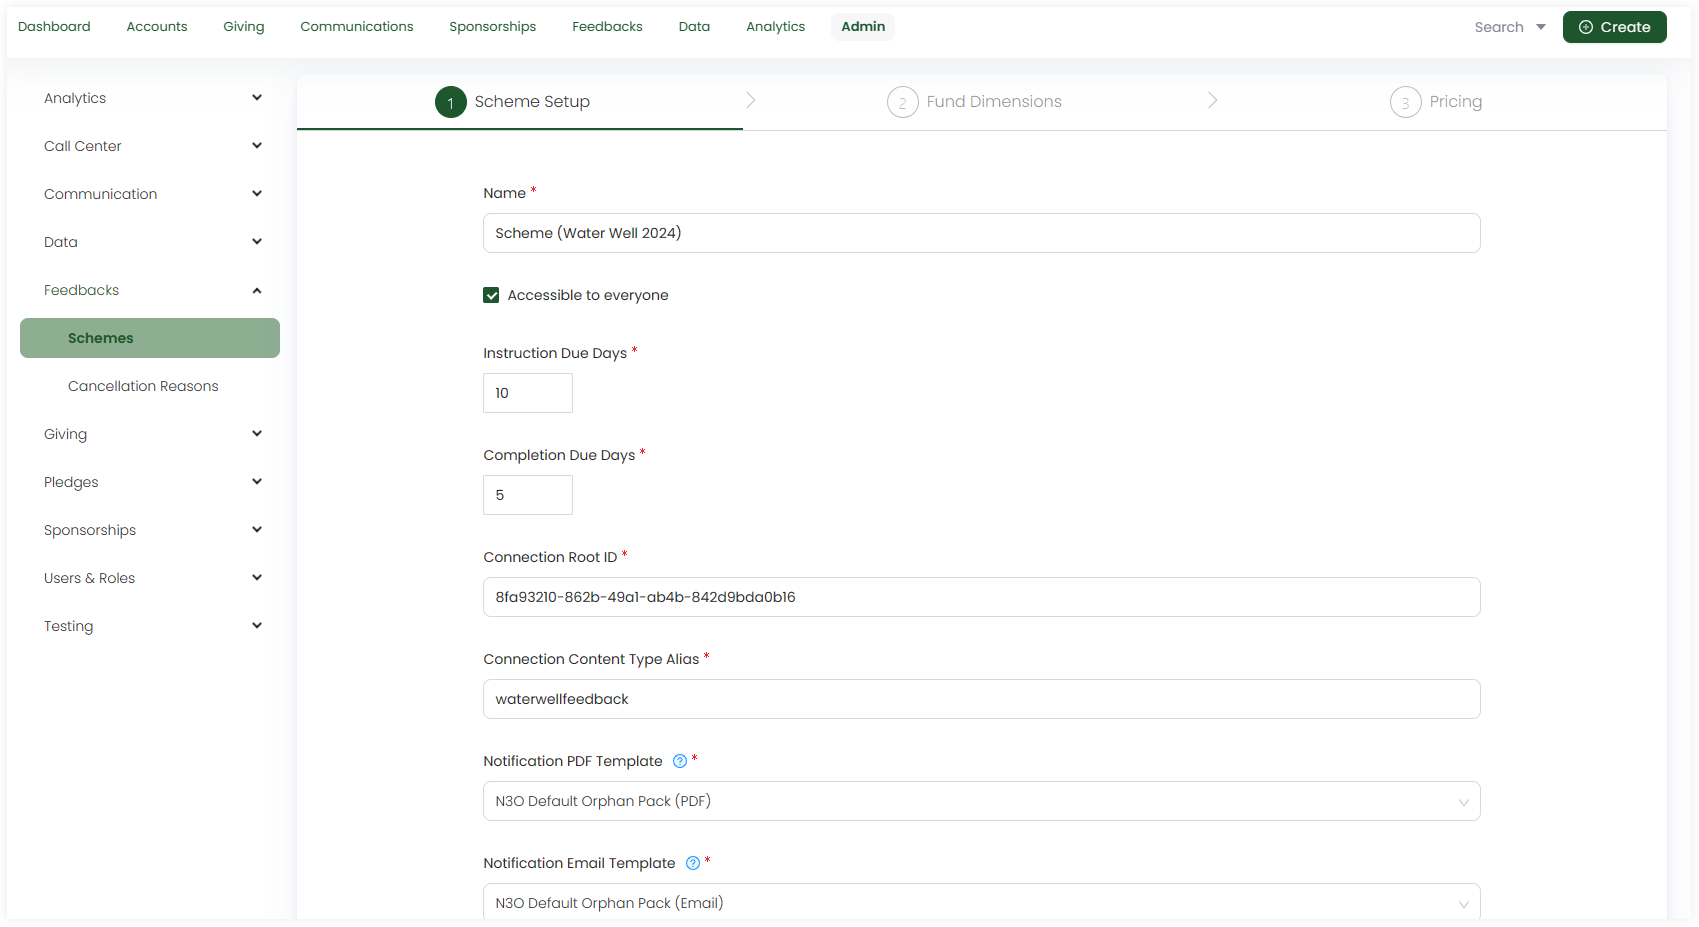 Dashboard Accounts Giving Communications Sponsorships Feedbacks Data Analytics Admin Search Create
Analytics
Call Center
Communication
Data
Feedbacks
Schemes
Cancellation Reasons
Giving
Pledges
Sponsorships
Users & Roles
Testing
1 Scheme Setup 2 Fund Dimensions 3 Pricing
Name *
Scheme (Water Well 2024)
Accessible to everyone
Instruction Due Days *
10
Completion Due Days *
5
Connection Root ID *
8fa93210-862b-49a1-ab4b-842d9bda0b16
Connection Content Type Alias *
waterwellfeedback
Notification PDF Template ? *
N3O Default Orphan Pack (PDF)
Notification Email Template ? *
N3O Default Orphan Pack (Email)